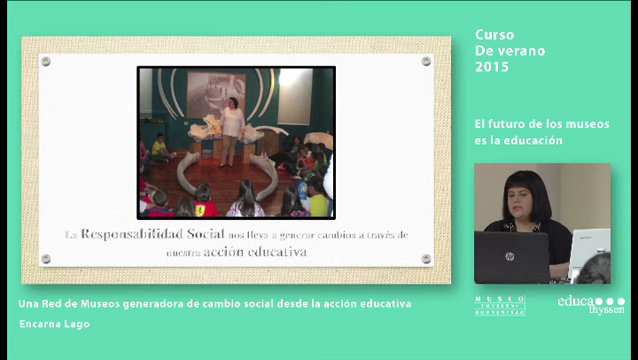 Curso
De verano
2015
El futuro de los museos
es la educación
La Responsabilidad Social nos lleva a generar cambios a través de
nuestra acción educativa
hp
Una Red de Museos generadora de cambio social desde la acción educativa
Encarna Lago
MUSEO
THYSSEN-
BORNEMISZA
educa
thyssen